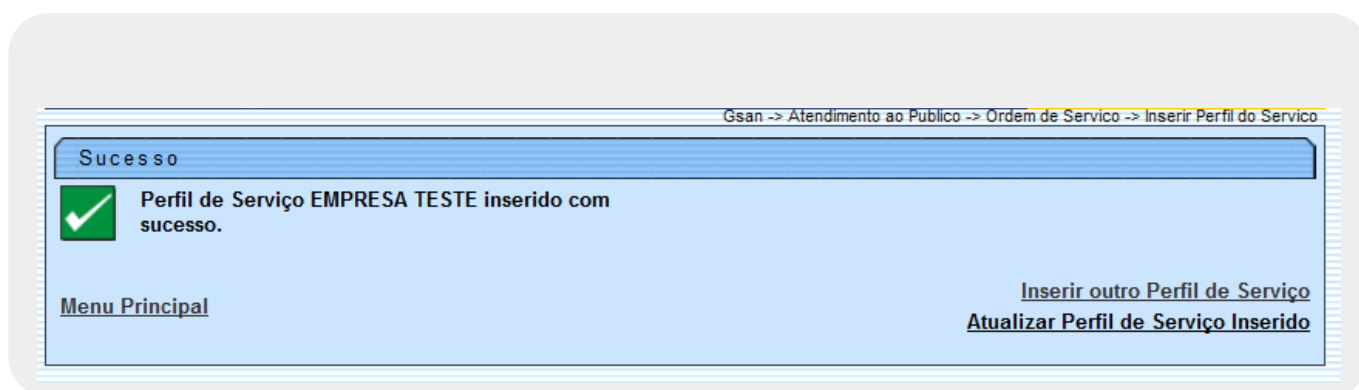 Gsan -> Atendimento ao Publico -> Ordem de Servico -> Inserir Perfil do Servico
Sucesso
Perfil de Serviço EMPRESA TESTE inserido com
sucesso.
Inserir outro Perfil de Serviço
Menu Principal
Atualizar Perfil de Serviço Inserido